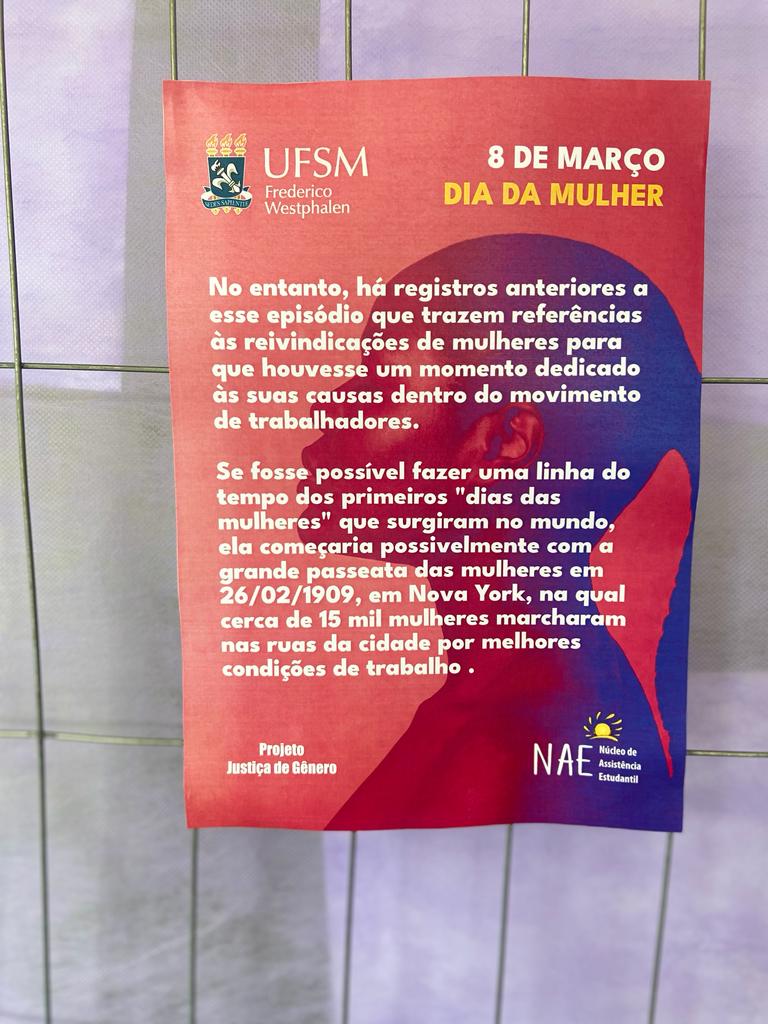 UFSM
Frederico
Westphalen
SEDES SAPIENTIAE
8 DE MARÇO
DIA DA MULHER
No entanto, há registros anteriores a
esse episódio que trazem referências
às reivindicações de mulheres para
que houvesse um momento dedicado
às suas causas dentro do movimento
de trabalhadores.
Se fosse possível fazer uma linha do
tempo dos primeiros "dias das
mulheres" que surgiram no mundo,
ela começaria possivelmente com a
grande passeata das mulheres em
26/02/1909, em Nova York, na qual
cerca de 15 mil mulheres marcharam
nas ruas da cidade por melhores
condições de trabalho .
Projeto
Justiça de Gênero
NAE
Núcleo de
Assistência
Estudantil